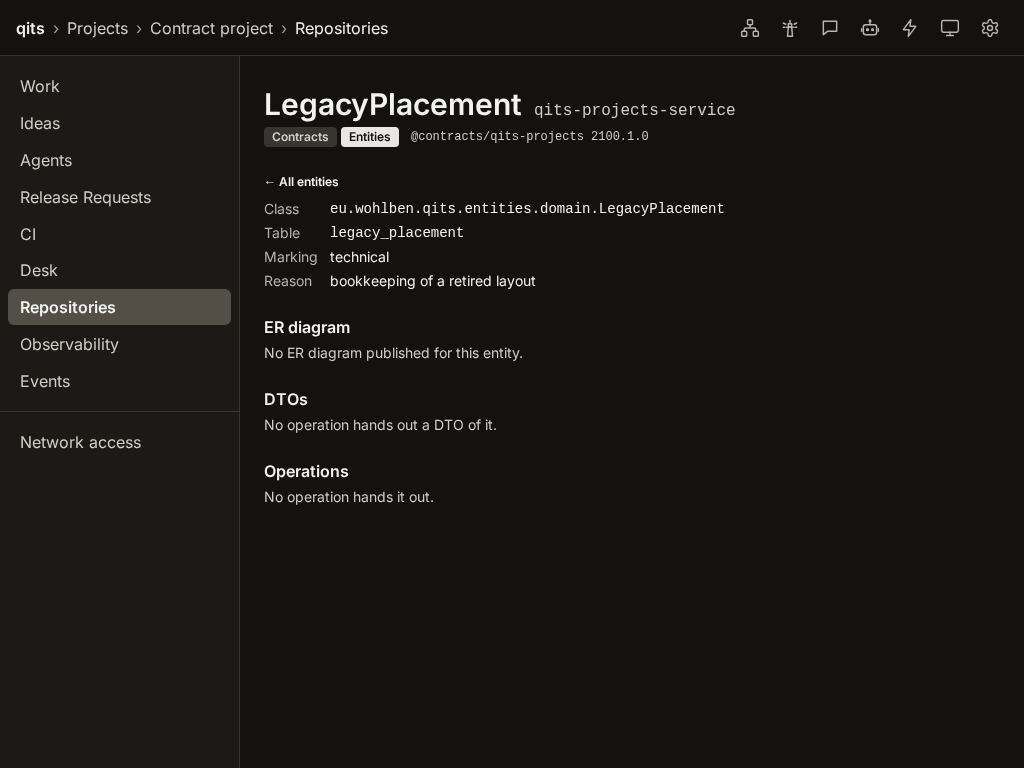 qits › Projects › Contract project › Repositories
Work
Ideas
Agents
Release Requests
CI
Desk
Repositories
Observability
Events
Network access
LegacyPlacement qits-projects-service
Contracts Entities @contracts/qits-projects 2100.1.0
← All entities
Class eu.wohlben.qits.entities.domain.LegacyPlacement
Table legacy_placement
Marking technical
Reason bookkeeping of a retired layout
ER diagram
No ER diagram published for this entity.
DTOs
No operation hands out a DTO of it.
Operations
No operation hands it out.